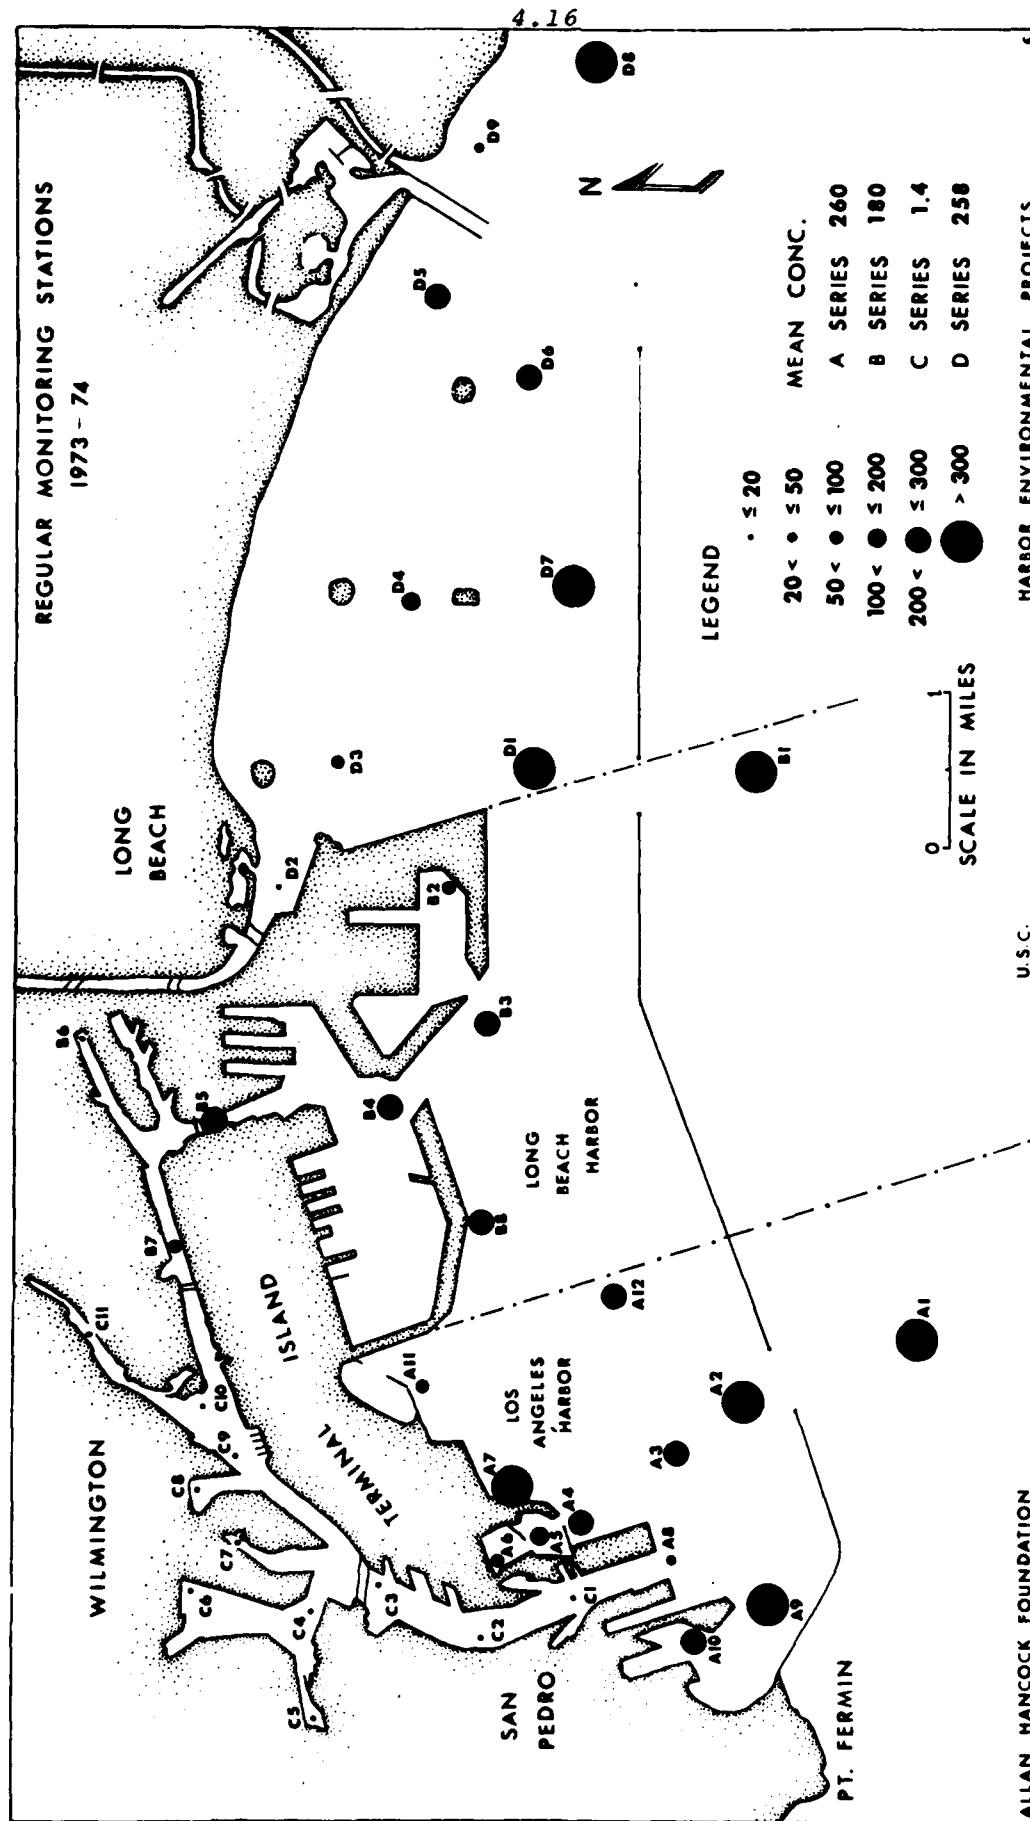 4.16
REGULAR MONITORING STATIONS
1973 - 74
WILMINGTON
LONG
BEACH
C5
C6
C7
C8
C4
C9
C10
C11
B7
B6
B5
D2
D3
D4
D5
D9
D8
C3
C2
C1
TERMINAL
ISLAND
SAN
PEDRO
A6
A5
A4
A7
A11
LOS
ANGELES
HARBOR
B8
B4
B3
B2
LONG
BEACH
HARBOR
D1
D7
D6
N
A10
A9
A8
A3
A2
A12
A1
B1
PT. FERMIN
0 1
SCALE IN MILES
LEGEND
≤ 20
20 < ≤ 50
50 < ≤ 100
100 < ≤ 200
200 < ≤ 300
> 300
MEAN CONC.
A SERIES 260
B SERIES 180
C SERIES 1.4
D SERIES 258
ALLAN HANCOCK FOUNDATION U.S.C. HARBOR ENVIRONMENTAL PROJECTS